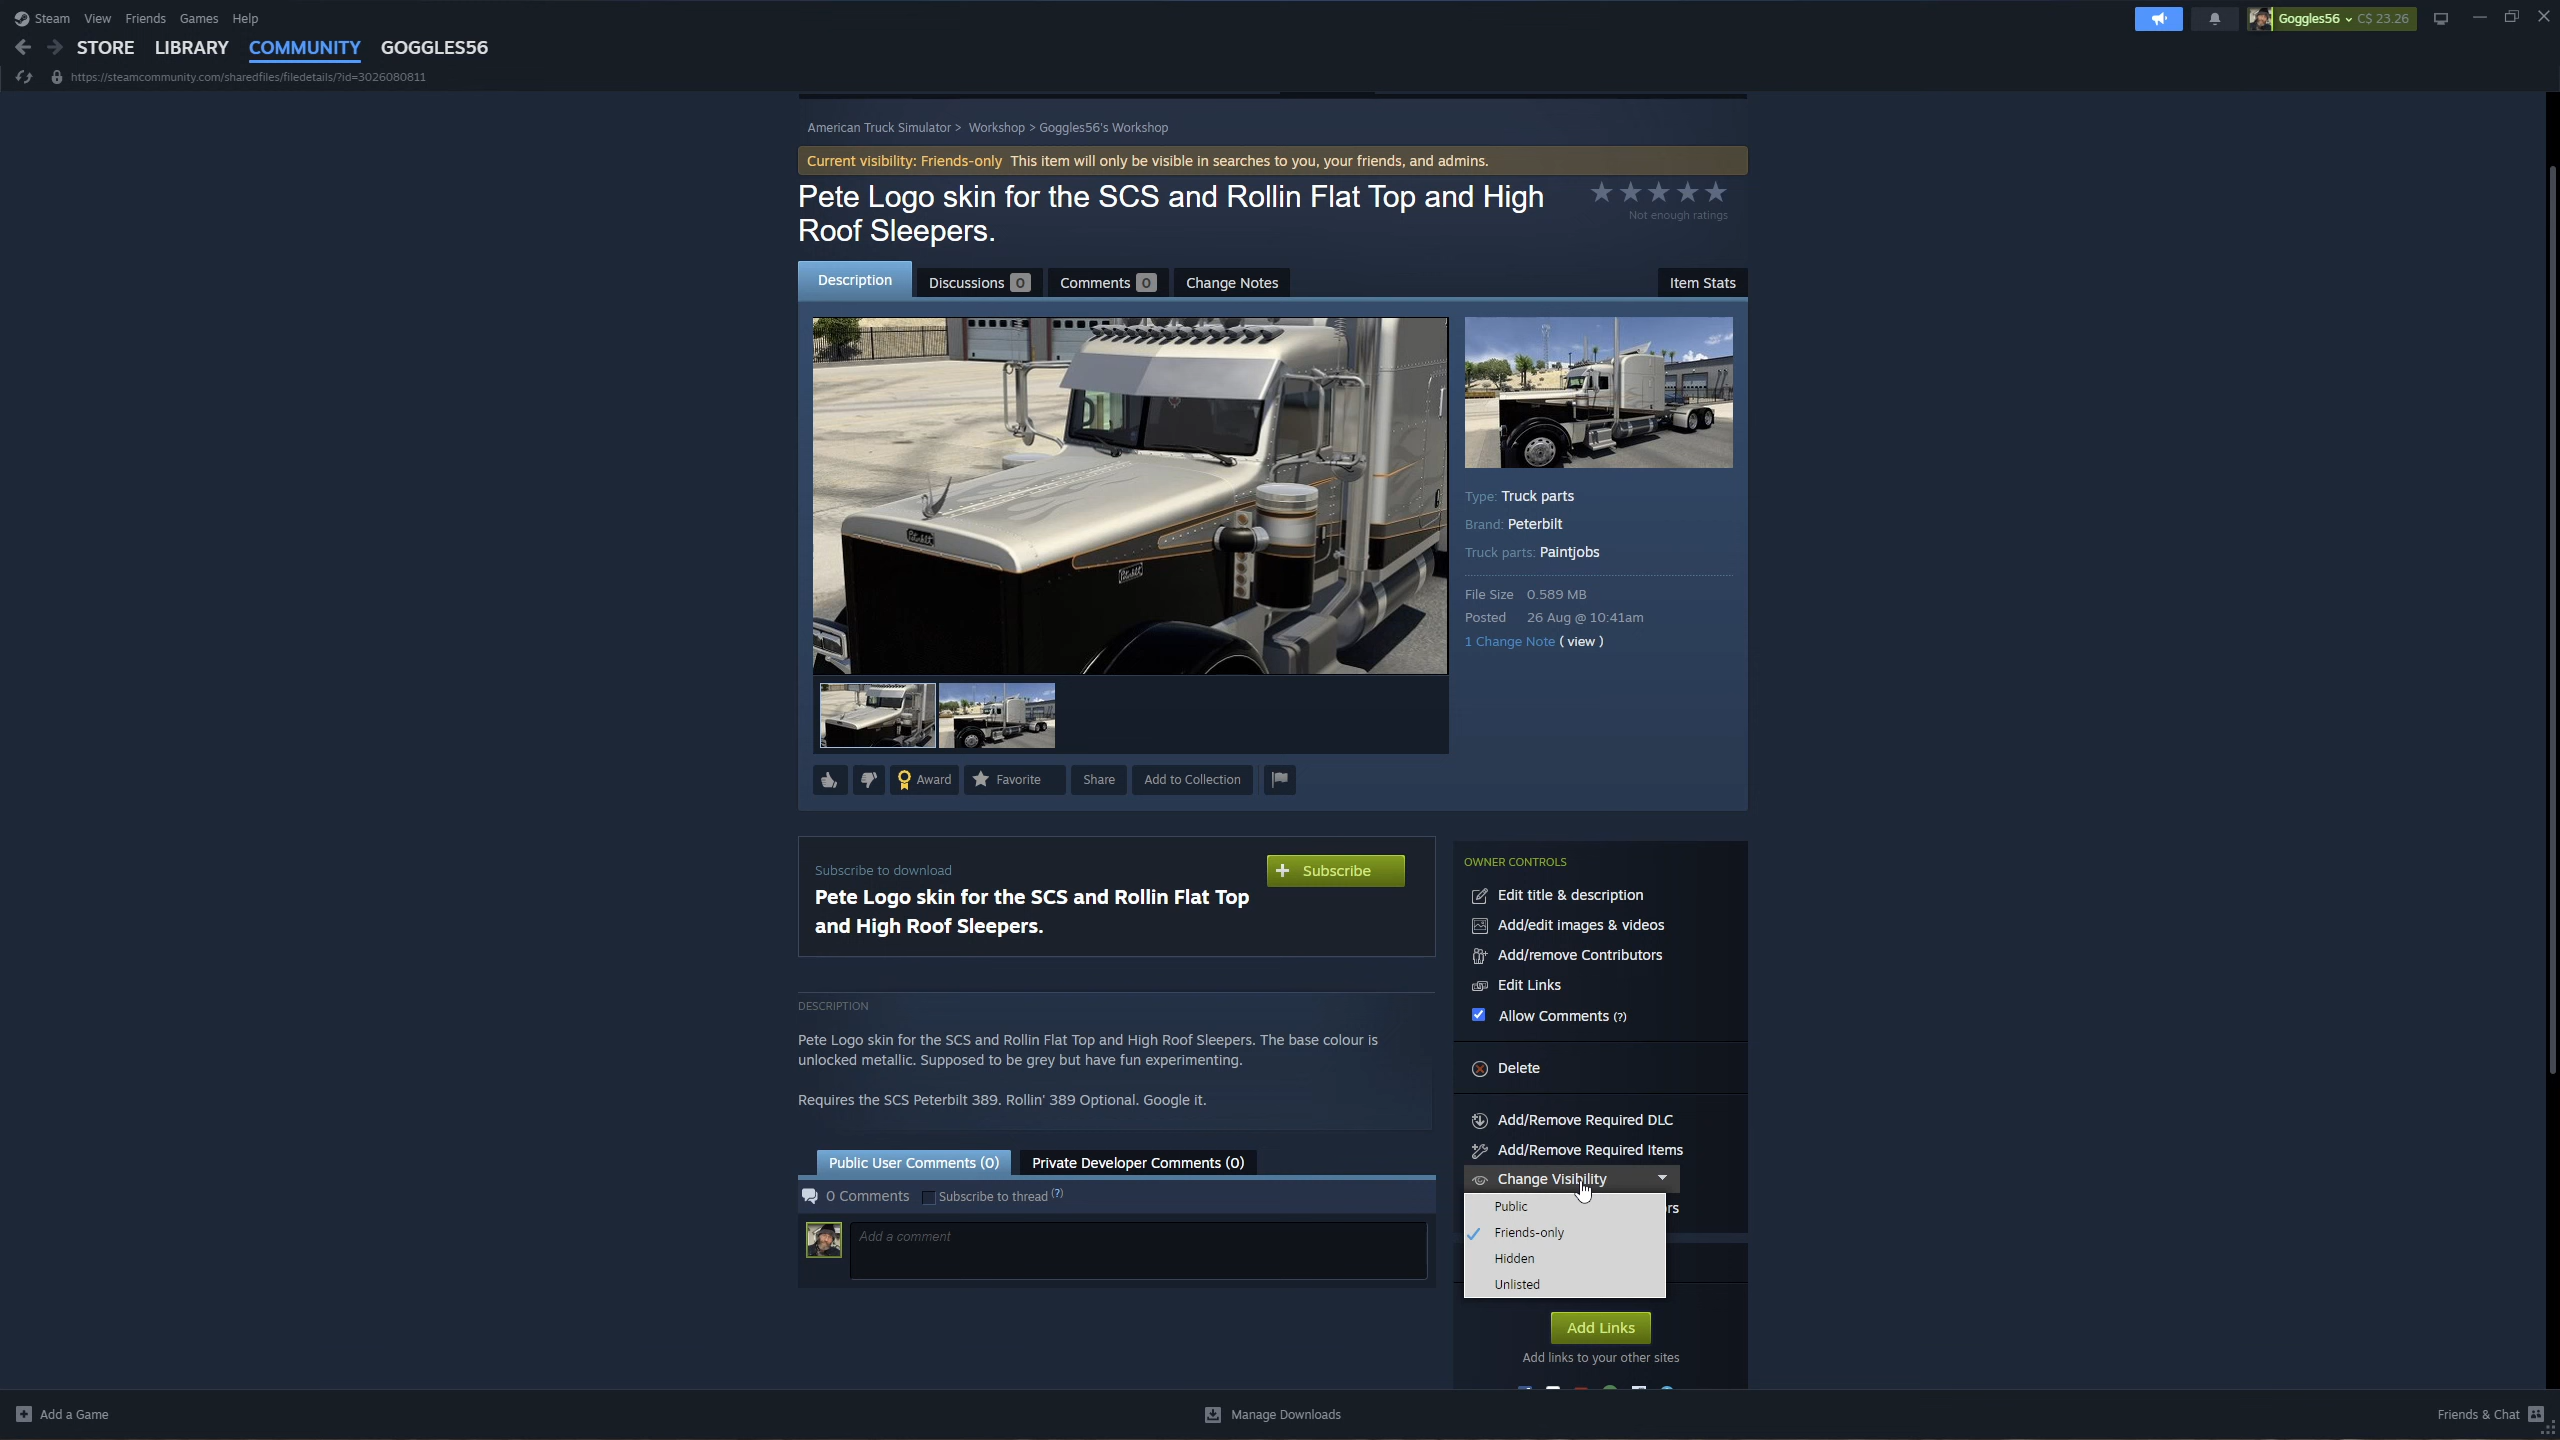 Steam View Friends Games Help
Goggles56 C$ 23.26
STORE LIBRARY COMMUNITY GOGGLES56
https://steamcommunity.com/sharedfiles/filedetails/?id=3026080811
American Truck Simulator > Workshop > Goggles56's Workshop
Current visibility: Friends-only This item will only be visible in searches to you, your friends, and admins.
Pete Logo skin for the SCS and Rollin Flat Top and High
Roof Sleepers.
Not enough ratings
Description Discussions 0 Comments 0 Change Notes Item Stats
Peterbilt
Peterbilt
Type: Truck parts
Brand: Peterbilt
Truck parts: Paintjobs
File Size 0.589 MB
Posted 26 Aug @ 10:41am
1 Change Note ( view )
Award Favorite Share Add to Collection
Subscribe to download
Pete Logo skin for the SCS and Rollin Flat Top
and High Roof Sleepers.
+ Subscribe
DESCRIPTION
Pete Logo skin for the SCS and Rollin Flat Top and High Roof Sleepers. The base colour is
unlocked metallic. Supposed to be grey but have fun experimenting.
Requires the SCS Peterbilt 389. Rollin' 389 Optional. Google it.
Public User Comments (0) Private Developer Comments (0)
0 Comments Subscribe to thread (?)
Add a comment
OWNER CONTROLS
Edit title & description
Add/edit images & videos
Add/remove Contributors
Edit Links
Allow Comments (?)
Delete
Add/Remove Required DLC
Add/Remove Required Items
Change Visibility
Public
rs
Friends-only
Hidden
Unlisted
Add Links
Add links to your other sites
Add a Game
Manage Downloads
Friends & Chat